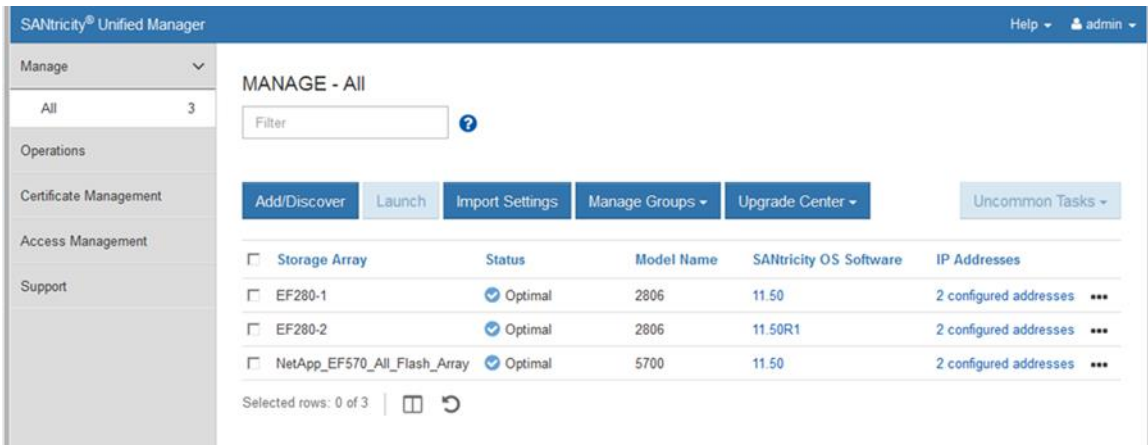 SANtricity® Unified Manager
Help
admin
Manage
All 3
Operations
Certificate Management
Access Management
Support
MANAGE - All
Filter
Add/Discover Launch Import Settings Manage Groups Upgrade Center Uncommon Tasks
Storage Array Status Model Name SANtricity OS Software IP Addresses
EF280-1 Optimal 2806 11.50 2 configured addresses
EF280-2 Optimal 2806 11.50R1 2 configured addresses
NetApp_EF570_All_Flash_Array Optimal 5700 11.50 2 configured addresses
Selected rows: 0 of 3